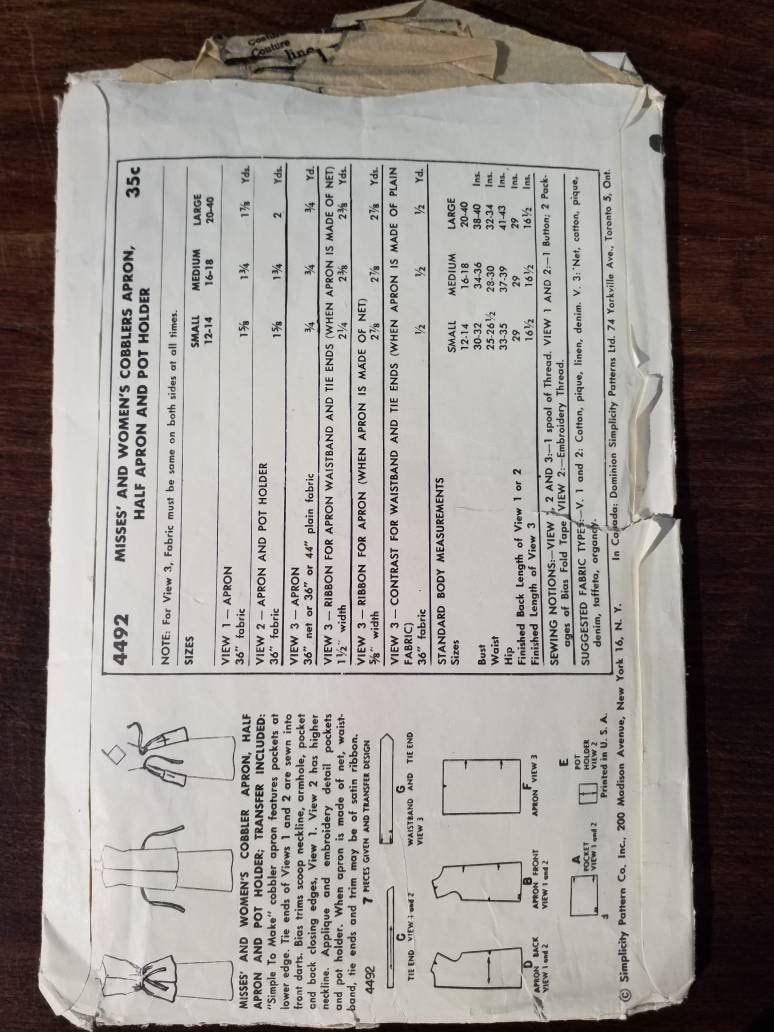 Couture
line
4492 MISSES' AND WOMEN'S COBBLERS APRON, 35c
HALF APRON AND POT HOLDER
NOTE: For View 3, Fabric must be same on both sides at all times.
SIZES SMALL MEDIUM LARGE
12-14 16-18 20-40
VIEW 1 — APRON
36" fabric 1⅝ 1¾ 1⅞ Yds.
VIEW 2 — APRON AND POT HOLDER
36" fabric 1⅝ 1¾ 2 Yds.
VIEW 3 — APRON
36" net or 36" or 44" plain fabric ¾ ¾ ¾ Yd.
VIEW 3 — RIBBON FOR APRON WAISTBAND AND TIE ENDS (WHEN APRON IS MADE OF NET)
1½" width 2¼ 2⅜ 2⅜ Yds.
VIEW 3 — RIBBON FOR APRON (WHEN APRON IS MADE OF NET)
⅝" width 2⅞ 2⅞ 2⅞ Yds.
VIEW 3 — CONTRAST FOR WAISTBAND AND TIE ENDS (WHEN APRON IS MADE OF PLAIN
FABRIC)
36" fabric ½ ½ ½ Yd.
STANDARD BODY MEASUREMENTS
Sizes SMALL MEDIUM LARGE
12-14 16-18 20-40
Bust 30-32 34-36 38-40 Ins.
Waist 25-26½ 28-30 32-34 Ins.
Hip 33-35 37-39 41-43 Ins.
Finished Back Length of View 1 or 2 29 29 29 Ins.
Finished Length of View 3 16½ 16½ 16½ Ins.
SEWING NOTIONS:—VIEW 1, 2 AND 3:—1 spool of Thread. VIEW 1 AND 2:—1 Button; 2 Pack-
ages of Bias Fold Tape. VIEW 2:—Embroidery Thread.
SUGGESTED FABRIC TYPES:—V. 1 and 2: Cotton, pique, linen, denim. V. 3: Net, cotton, pique,
denim, taffeta, organdy.
MISSES' AND WOMEN'S COBBLER APRON, HALF
APRON AND POT HOLDER; TRANSFER INCLUDED:
"Simple To Make" cobbler apron features pockets at
lower edge. Tie ends of Views 1 and 2 are sewn into
front darts. Bias trims scoop neckline, armhole, pocket
and back closing edges, View 1. View 2 has higher
neckline. Applique and embroidery detail pockets
and pot holder. When apron is made of net, waist-
band, tie ends and trim may be of satin ribbon.
4492 7 PIECES GIVEN AND TRANSFER DESIGN
C
TIE END VIEW 1 and 2
G
WAISTBAND AND TIE END
VIEW 3
D
APRON BACK
VIEW 1 and 2
B
APRON FRONT
VIEW 1 and 2
F
APRON VIEW 3
A
POCKET
VIEW 1 and 2
E
POT
HOLDER
VIEW 2
Printed in U. S. A.
© Simplicity Pattern Co. Inc., 200 Madison Avenue, New York 16, N. Y. In Canada: Dominion Simplicity Patterns Ltd. 74 Yorkville Ave., Toronto 5, Ont.